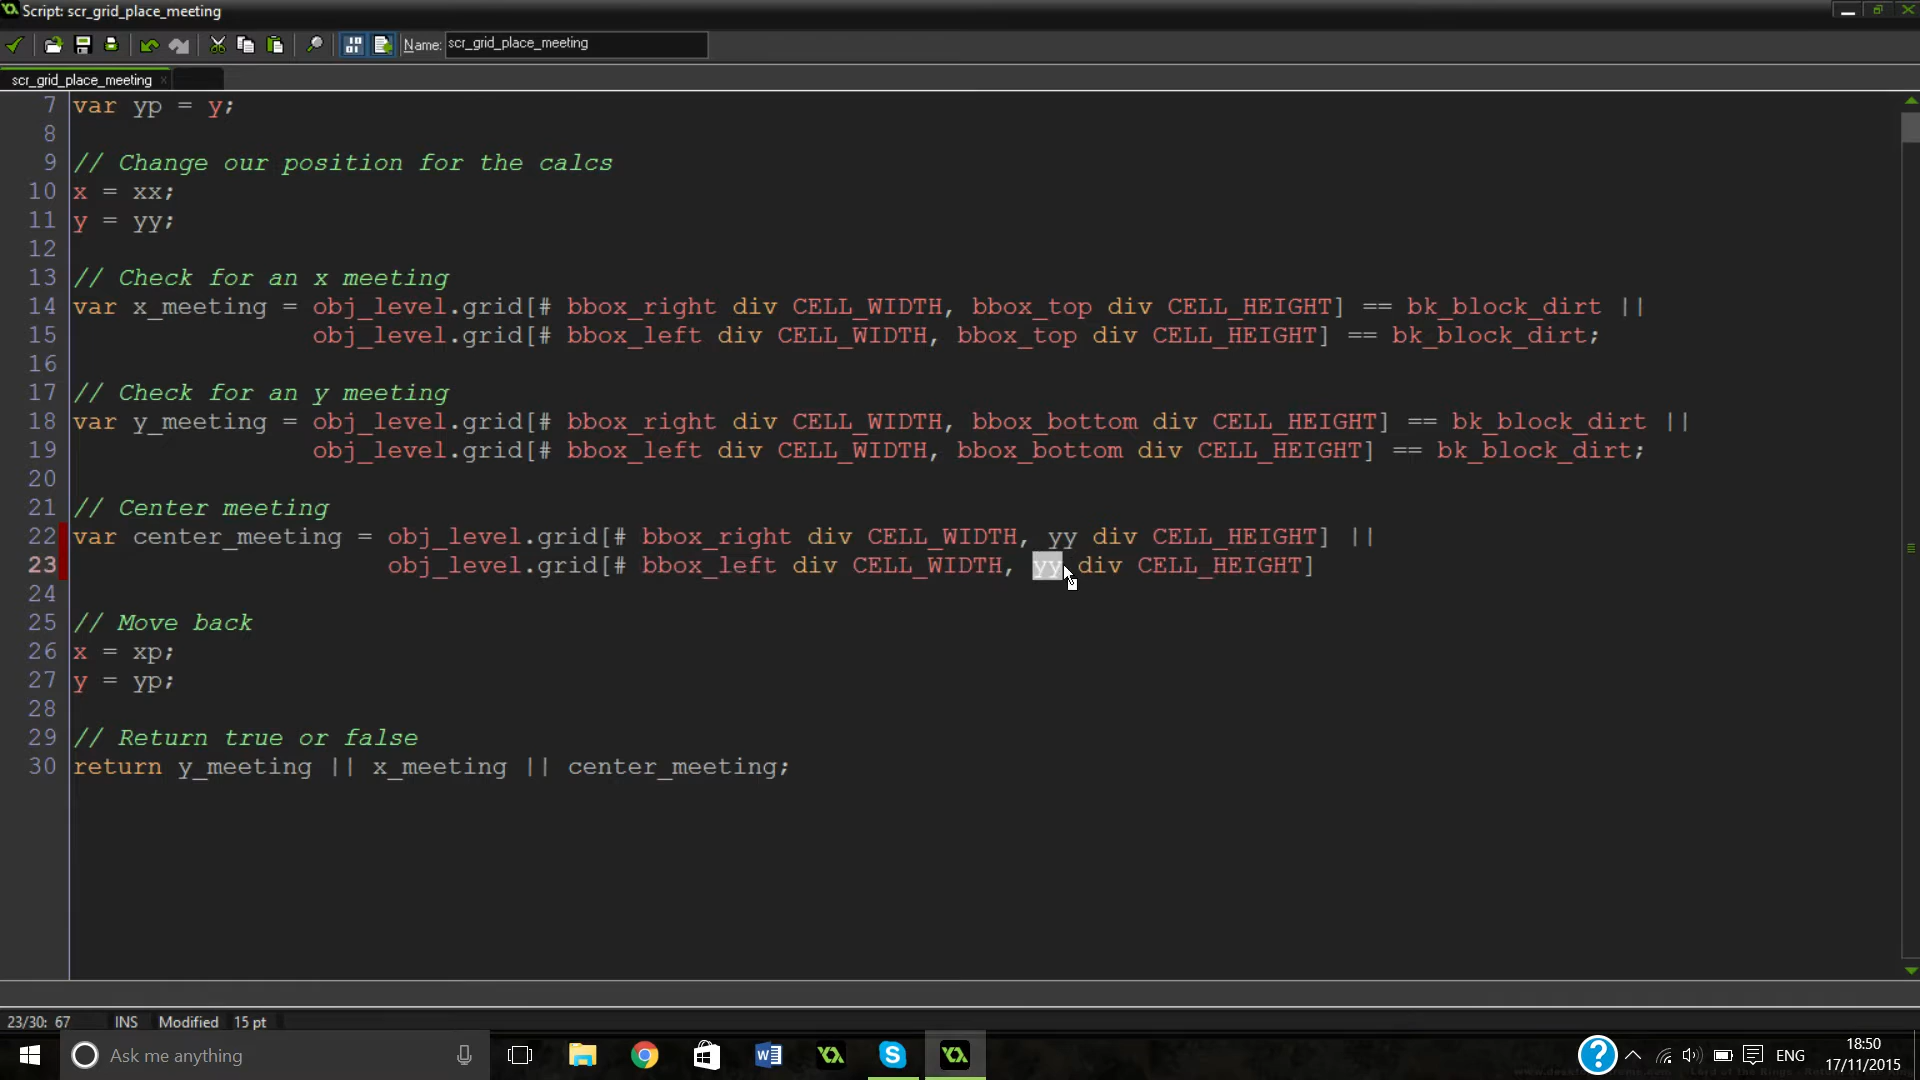 Script: scr_grid_place_meeting
Name: scr_grid_place_meeting
scr_grid_place_meeting ×
7 var yp = y;
8
9 // Change our position for the calcs
10 x = xx;
11 y = yy;
12
13 // Check for an x meeting
14 var x_meeting = obj_level.grid[# bbox_right div CELL_WIDTH, bbox_top div CELL_HEIGHT] == bk_block_dirt ||
15 obj_level.grid[# bbox_left div CELL_WIDTH, bbox_top div CELL_HEIGHT] == bk_block_dirt;
16
17 // Check for an y meeting
18 var y_meeting = obj_level.grid[# bbox_right div CELL_WIDTH, bbox_bottom div CELL_HEIGHT] == bk_block_dirt ||
19 obj_level.grid[# bbox_left div CELL_WIDTH, bbox_bottom div CELL_HEIGHT] == bk_block_dirt;
20
21 // Center meeting
22 var center_meeting = obj_level.grid[# bbox_right div CELL_WIDTH, yy div CELL_HEIGHT] ||
23 obj_level.grid[# bbox_left div CELL_WIDTH, yy div CELL_HEIGHT]
24
25 // Move back
26 x = xp;
27 y = yp;
28
29 // Return true or false
30 return y_meeting || x_meeting || center_meeting;
23/30: 67 INS Modified 15 pt
Ask me anything
ENG
18:50
17/11/2015